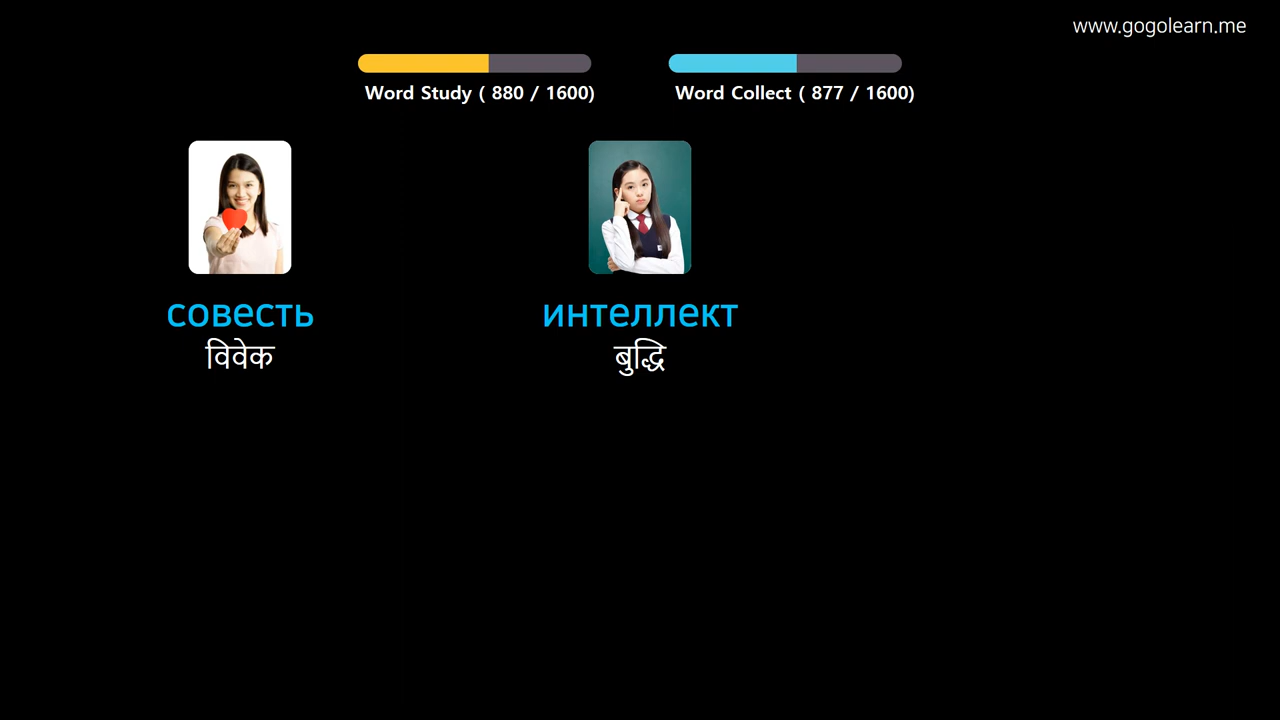 www.gogolearn.me
Word Study ( 880 / 1600)
Word Collect ( 877 / 1600)
совесть
विवेक
интеллект
बुद्धि